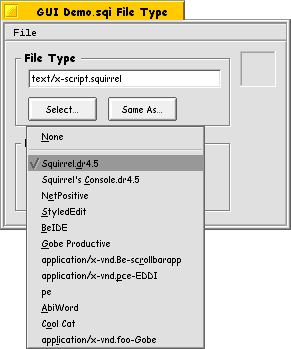 GUI Demo.sqi File Type
File
File Type
text/x-script.squirrel
Select... Same As...
None
Squirrel.dr4.5
Squirrel's Console.dr4.5
NetPositive
StyledEdit
BeIDE
Gobe Productive
application/x-vnd.Be-scrollbarapp
application/x-vnd.pce-EDDI
pe
AbiWord
Cool Cat
application/x-vnd.foo-Gobe